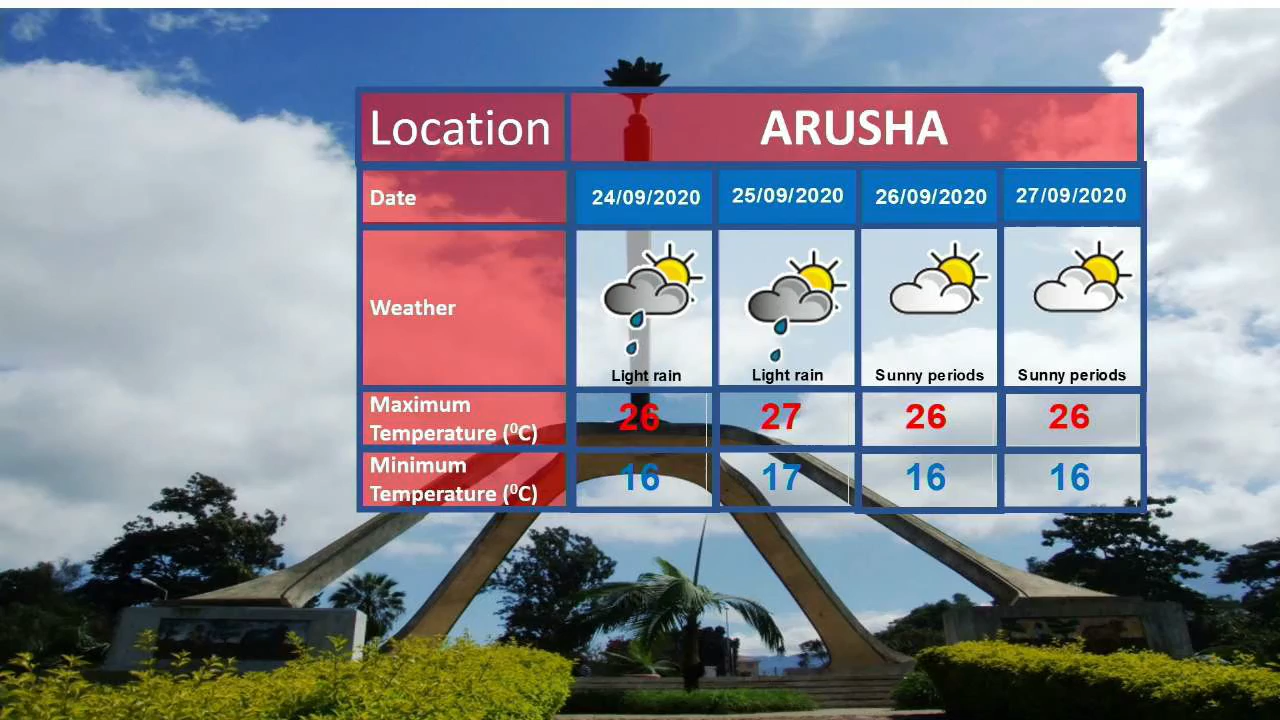 Location ARUSHA
Date 24/09/2020 25/09/2020 26/09/2020 27/09/2020
Weather Light rain Light rain Sunny periods Sunny periods
Maximum
Temperature (⁰C) 26 27 26 26
Minimum
Temperature (⁰C) 16 17 16 16